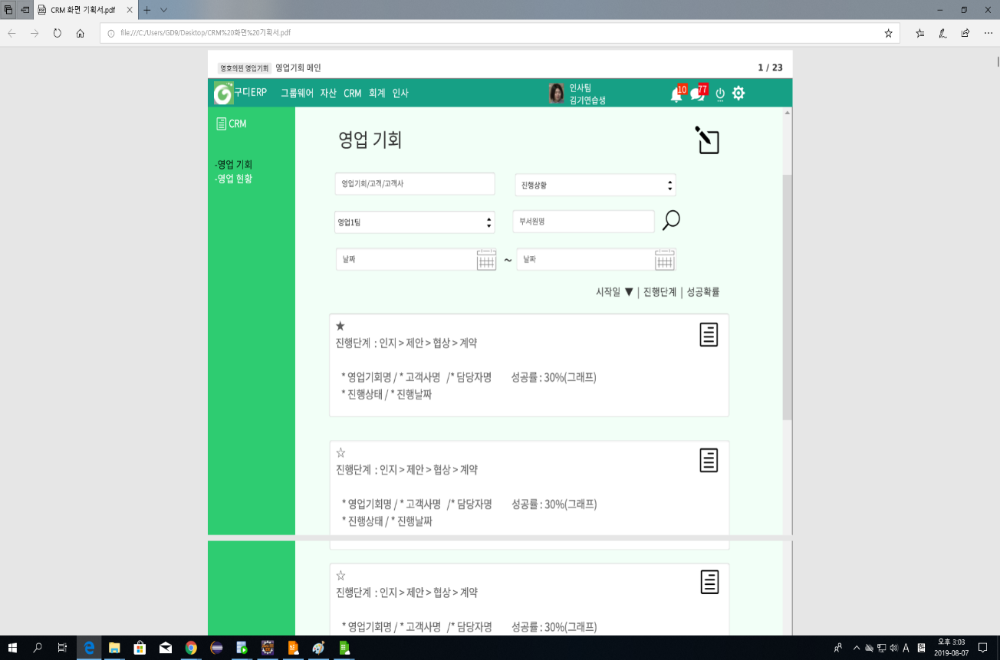 CRM 화면 기획서.pdf
file:///C:/Users/GD9/Desktop/CRM%20화면%20기획서.pdf
영호의찐 영업기회 영업기회 메인 1 / 23
구디ERP 그룹웨어 자산 CRM 회계 인사 인사팀 10 77
김기연습생
CRM
영업 기회
-영업 기회
-영업 현황
영업기회/고객/고객사 진행상황
영업1팀 부서원명
날짜 ~ 날짜
시작일 ▼ | 진행단계 | 성공확률
★
진행단계 : 인지 > 제안 > 협상 > 계약
* 영업기회명 / * 고객사명 /* 담당자명 성공률 : 30%(그래프)
* 진행상태 / * 진행날짜
☆
진행단계 : 인지 > 제안 > 협상 > 계약
* 영업기회명 / * 고객사명 /* 담당자명 성공률 : 30%(그래프)
* 진행상태 / * 진행날짜
☆
진행단계 : 인지 > 제안 > 협상 > 계약
* 영업기회명 / * 고객사명 /* 담당자명 성공률 : 30%(그래프)
A 오후 3:03
2019-08-07